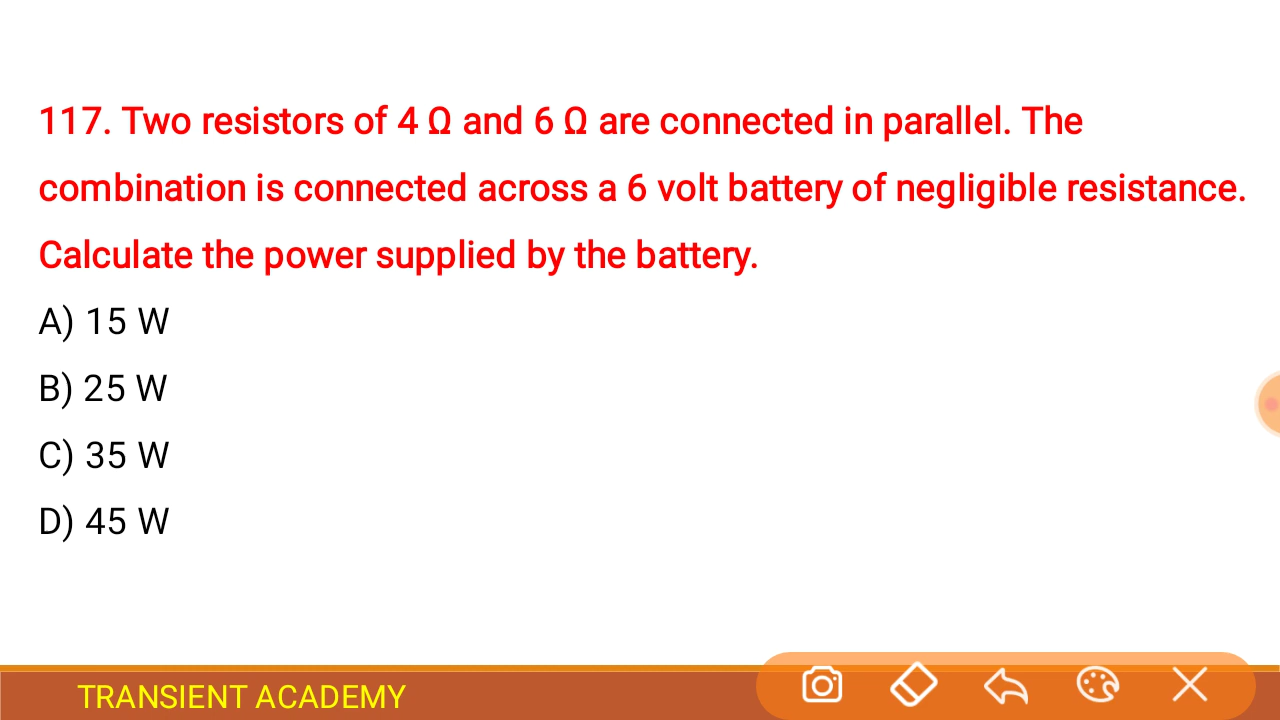 117. Two resistors of 4 Ω and 6 Ω are connected in parallel. The
combination is connected across a 6 volt battery of negligible resistance.
Calculate the power supplied by the battery.
A) 15 W
B) 25 W
C) 35 W
D) 45 W
TRANSIENT ACADEMY